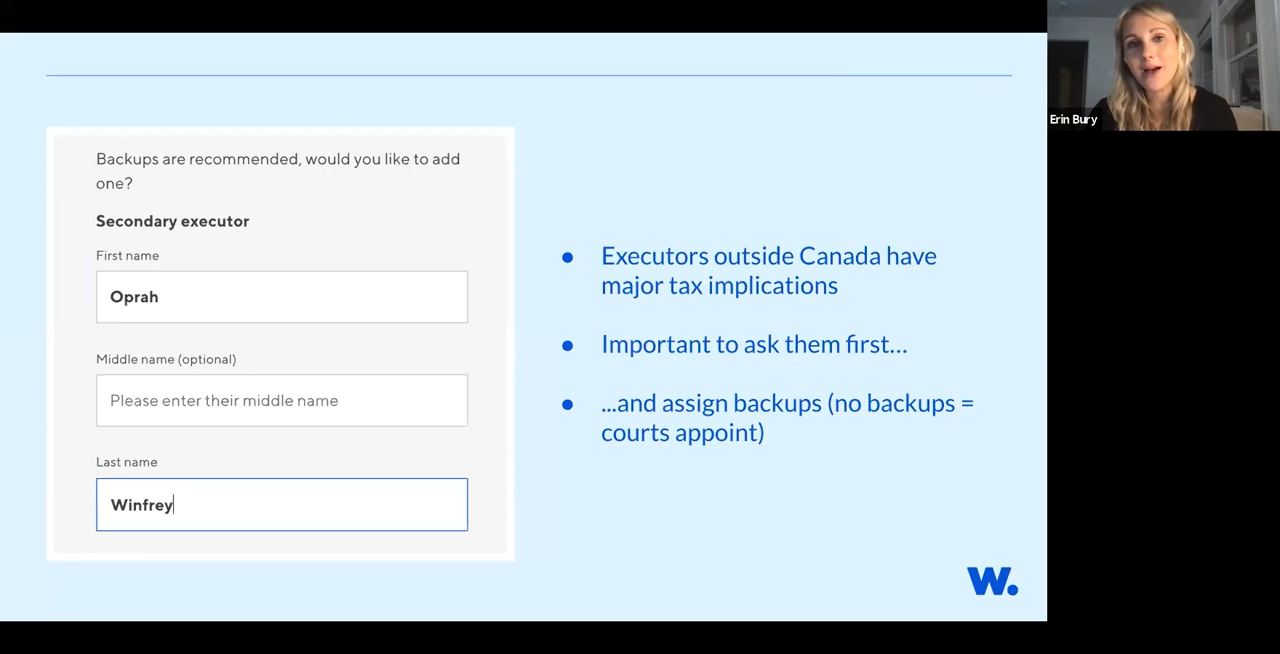 Backups are recommended, would you like to add
one?
Secondary executor
First name
Oprah
Middle name (optional)
Please enter their middle name
Last name
Winfrey
● Executors outside Canada have
major tax implications
● Important to ask them first...
● ...and assign backups (no backups =
courts appoint)
W.
Erin Bury